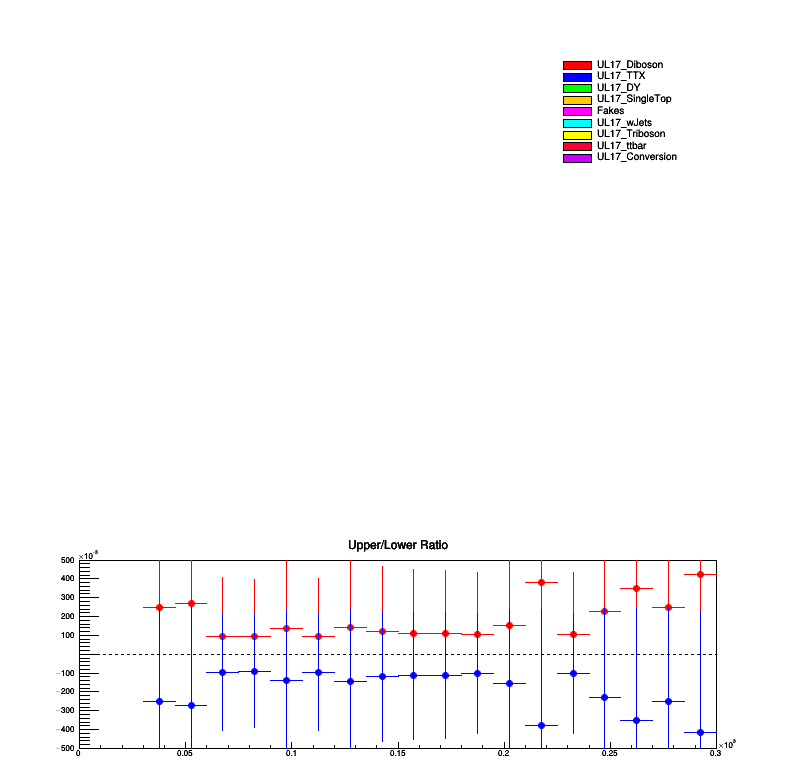 UL17_Diboson
UL17_TTX
UL17_DY
UL17_SingleTop
Fakes
UL17_wJets
UL17_Triboson
UL17_ttbar
UL17_Conversion
Upper/Lower Ratio
×10⁻³
500
400
300
200
100
−100
−200
−300
−400
−500
0 0.05 0.1 0.15 0.2 0.25 0.3
×10³